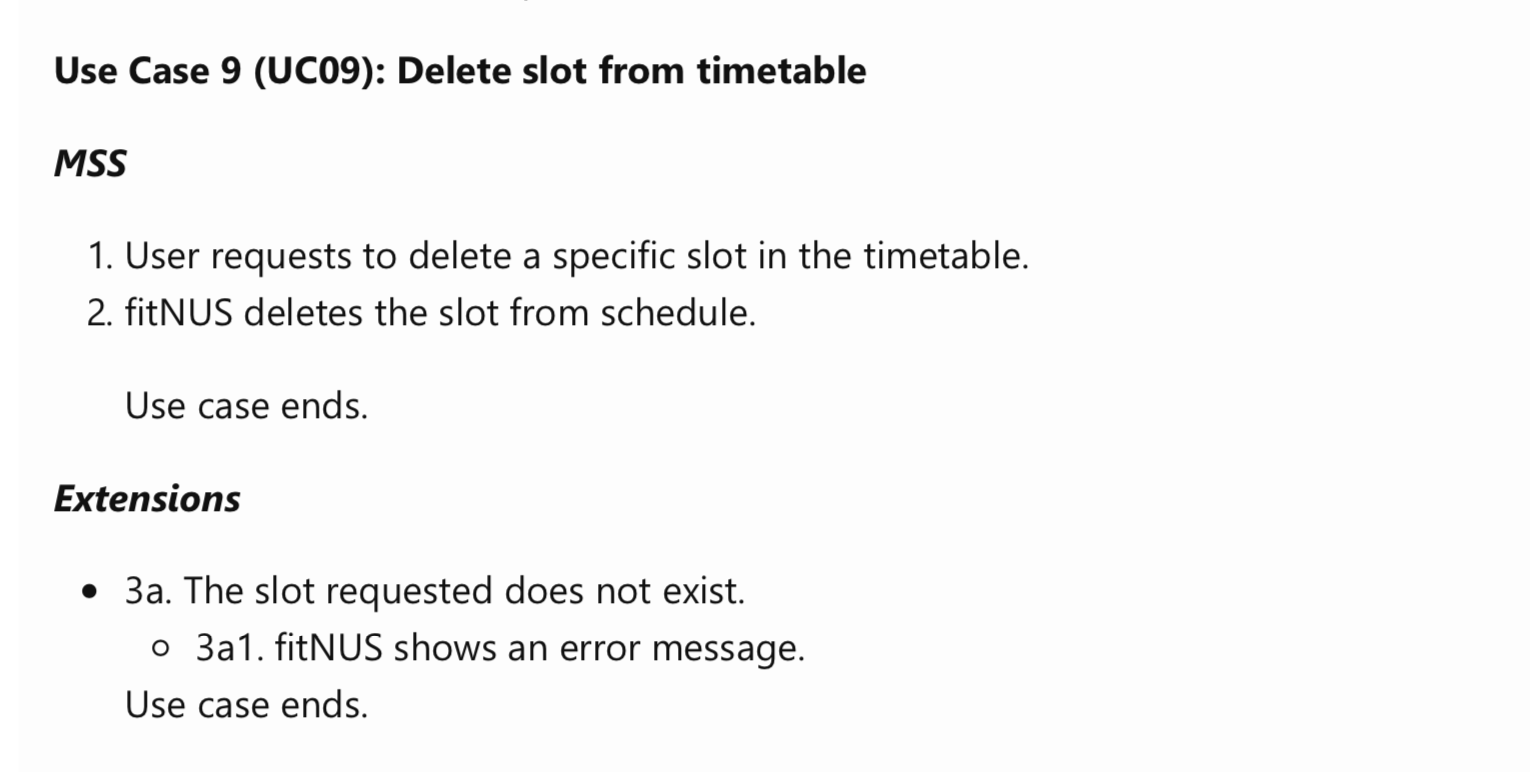 Use Case 9 (UC09): Delete slot from timetable
MSS
1. User requests to delete a specific slot in the timetable.
2. fitNUS deletes the slot from schedule.
Use case ends.
Extensions
• 3a. The slot requested does not exist.
○ 3a1. fitNUS shows an error message.
Use case ends.